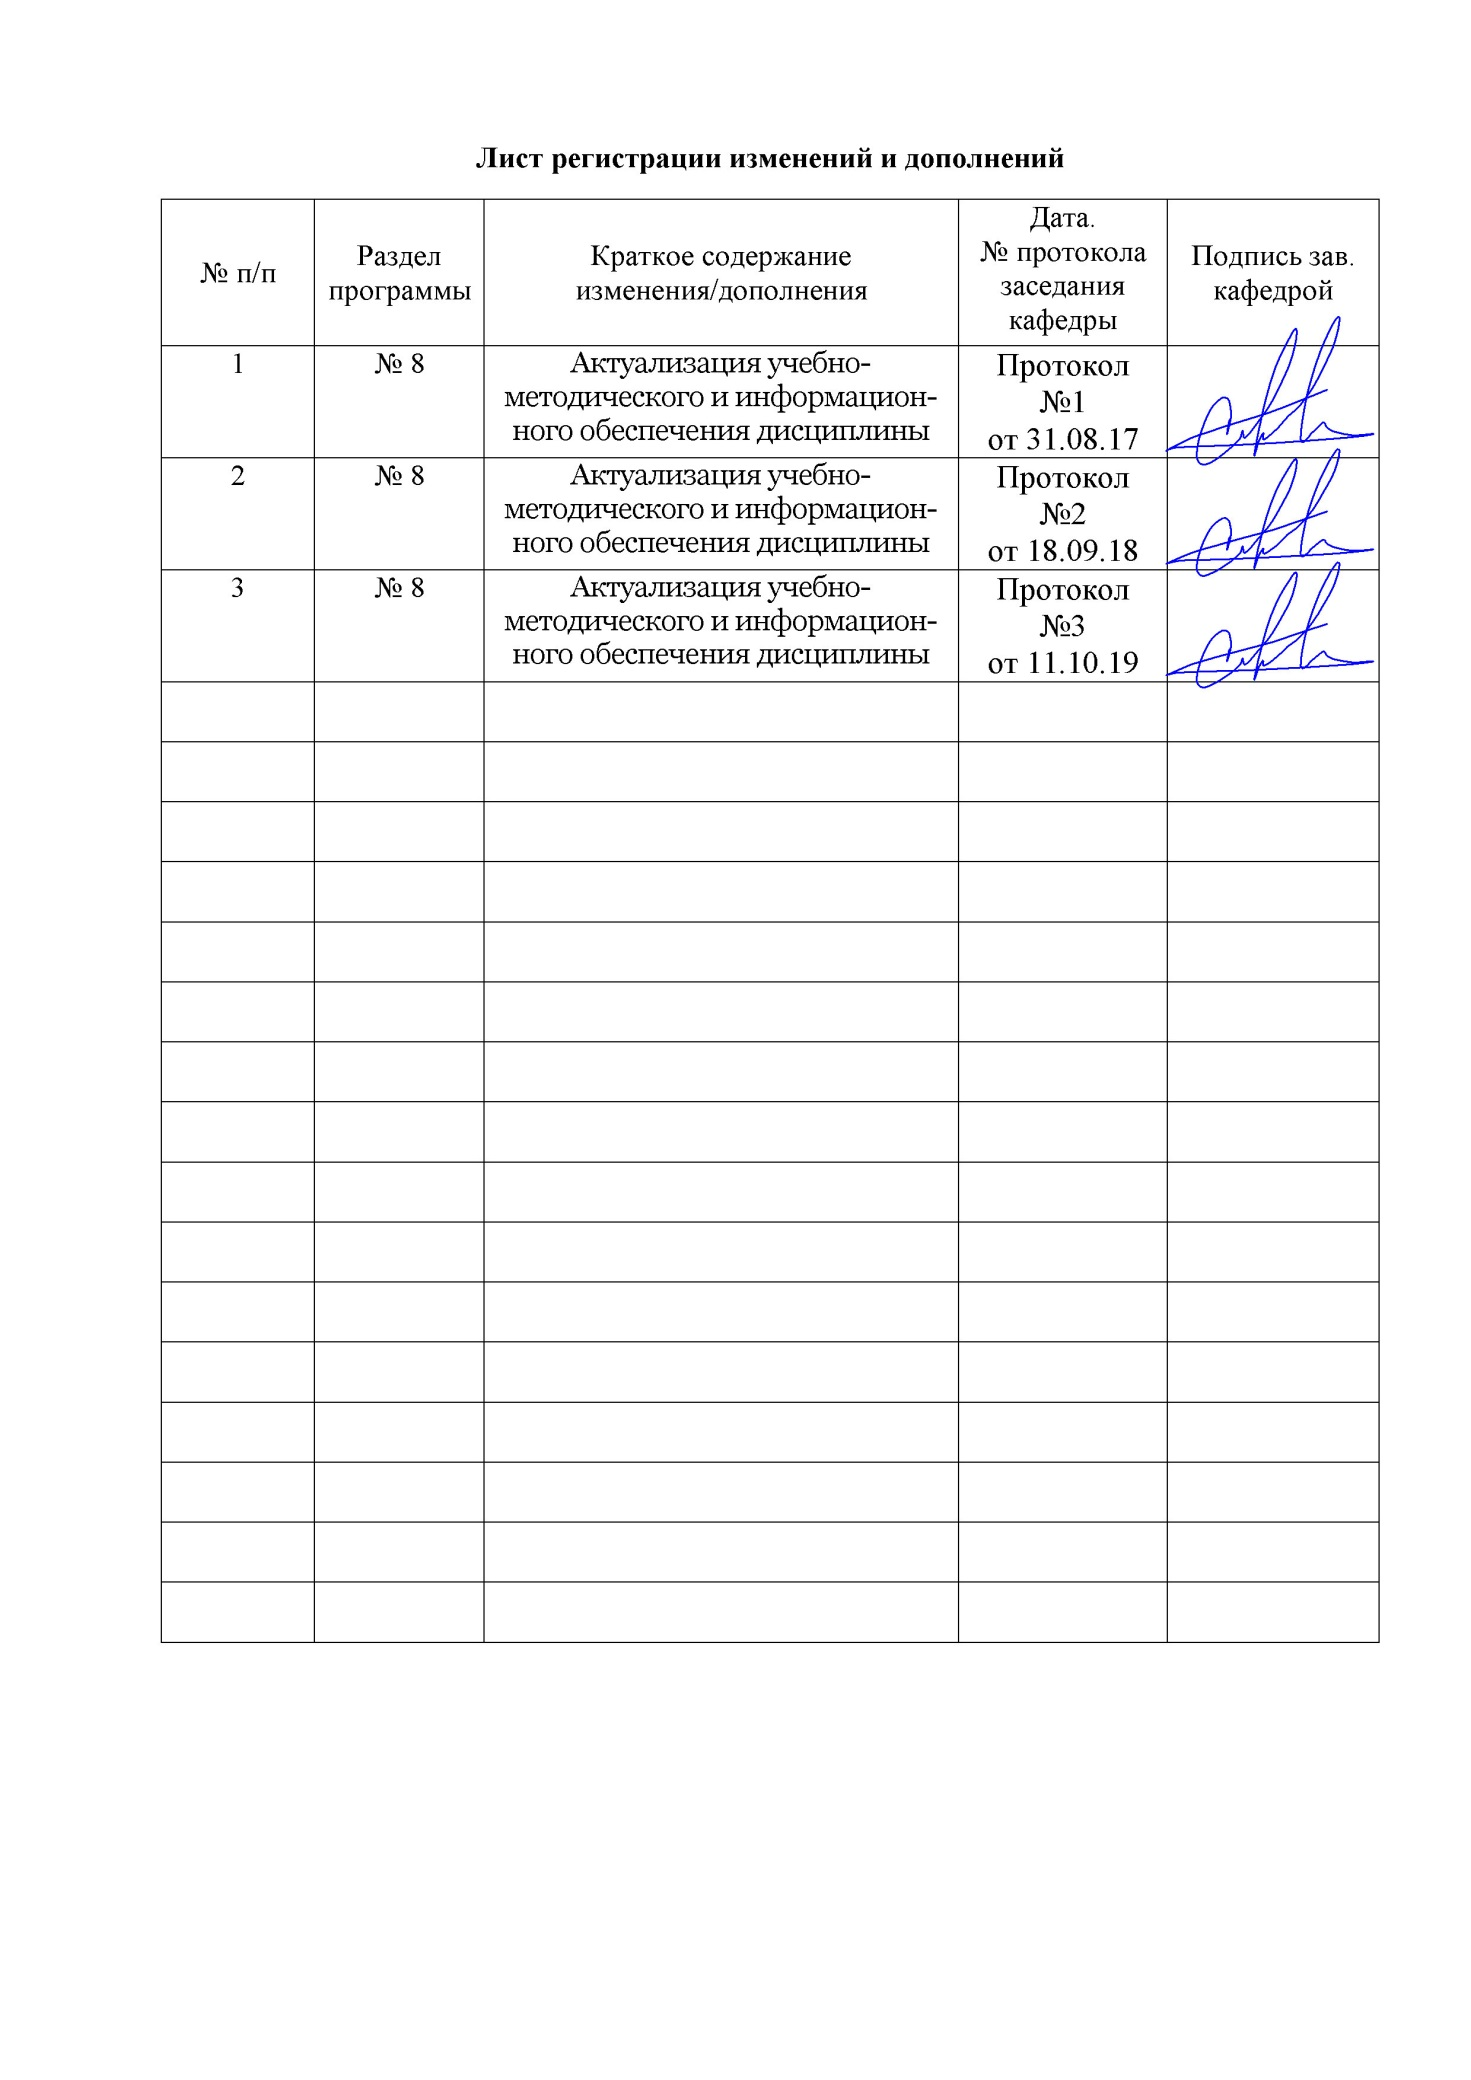 Лист регистрации изменений и дополнений
№ п/п
Раздел
программы
Краткое содержание
изменения/дополнения
Дата.
№ протокола
заседания
кафедры
Подпись зав.
кафедрой
1
№ 8
Актуализация учебно-
методического и информацион-
ного обеспечения дисциплины
Протокол
№1
от 31.08.17
2
№ 8
Актуализация учебно-
методического и информацион-
ного обеспечения дисциплины
Протокол
№2
от 18.09.18
3
№ 8
Актуализация учебно-
методического и информацион-
ного обеспечения дисциплины
Протокол
№3
от 11.10.19